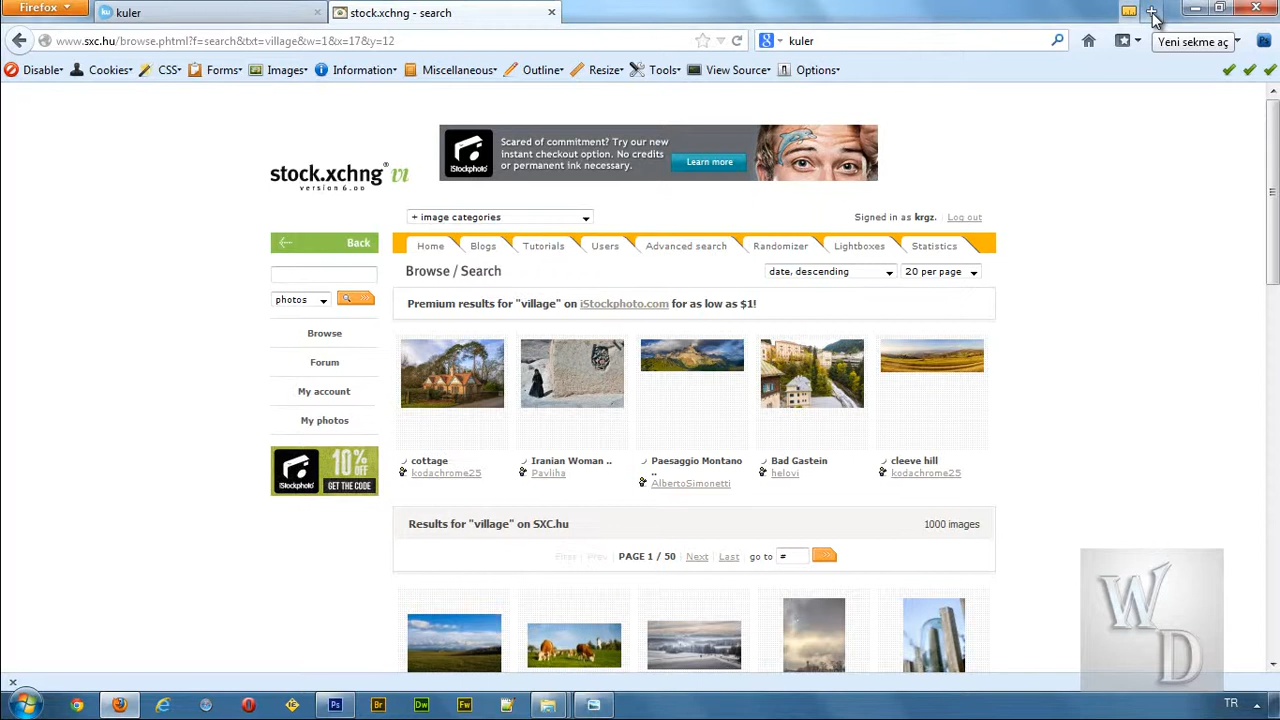 Firefox
kuler
stock.xchng - search
www.sxc.hu/browse.phtml?f=search&txt=village&w=1&x=17&y=12
kuler
Yeni sekme aç
Disable
Cookies
CSS
Forms
Images
Information
Miscellaneous
Outline
Resize
Tools
View Source
Options
iStockphoto
Scared of commitment? Try our new
instant checkout option. No credits
or permanent ink necessary.
Learn more
stock.xchng® vi
version 6.00
+ image categories
Signed in as krgz. Log out
Back
Home
Blogs
Tutorials
Users
Advanced search
Randomizer
Lightboxes
Statistics
Browse / Search
date, descending
20 per page
photos
Premium results for "village" on iStockphoto.com for as low as $1!
Browse
Forum
My account
My photos
iStockphoto
10% OFF
GET THE CODE
cottage
kodachrome25
Iranian Woman ..
Pavliha
Paesaggio Montano
..
AlbertoSimonetti
Bad Gastein
helovi
cleeve hill
kodachrome25
Results for "village" on SXC.hu
1000 images
First Prev PAGE 1 / 50 Next Last go to #
WD
Ps
Br
Dw
Fw
TR